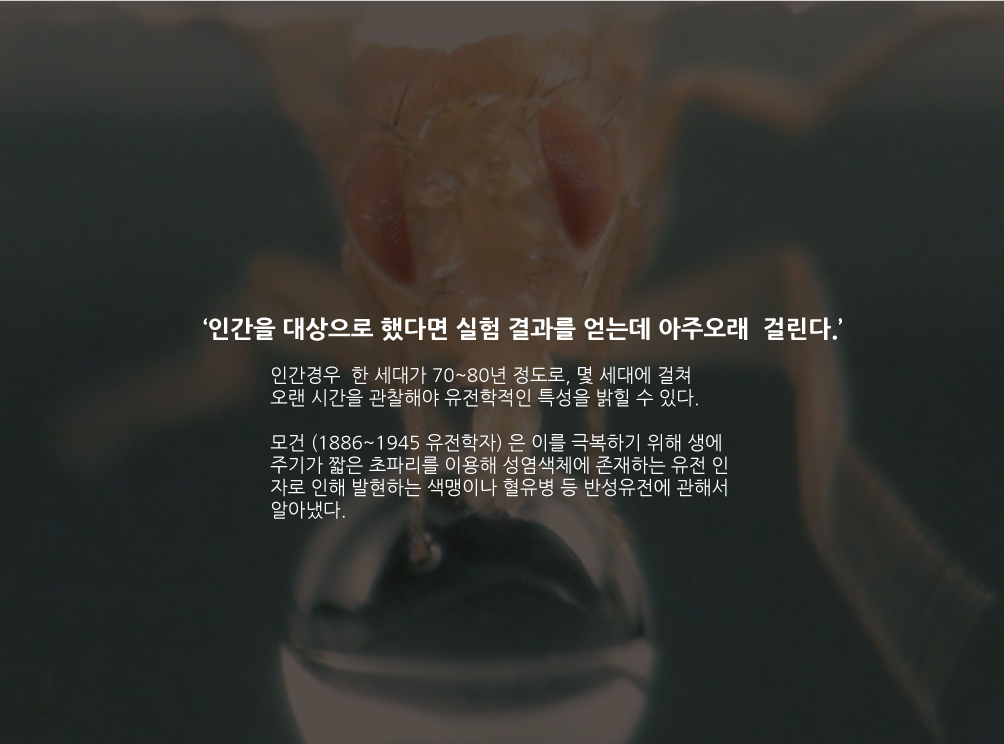 ‘인간을 대상으로 했다면 실험 결과를 얻는데 아주오래  걸린다.’
인간경우  한 세대가 70~80년 정도로, 몇 세대에 걸쳐
오랜 시간을 관찰해야 유전학적인 특성을 밝힐 수 있다.
모건 (1886~1945 유전학자) 은 이를 극복하기 위해 생에
주기가 짧은 초파리를 이용해 성염색체에 존재하는 유전 인
자로 인해 발현하는 색맹이나 혈유병 등 반성유전에 관해서
알아냈다.